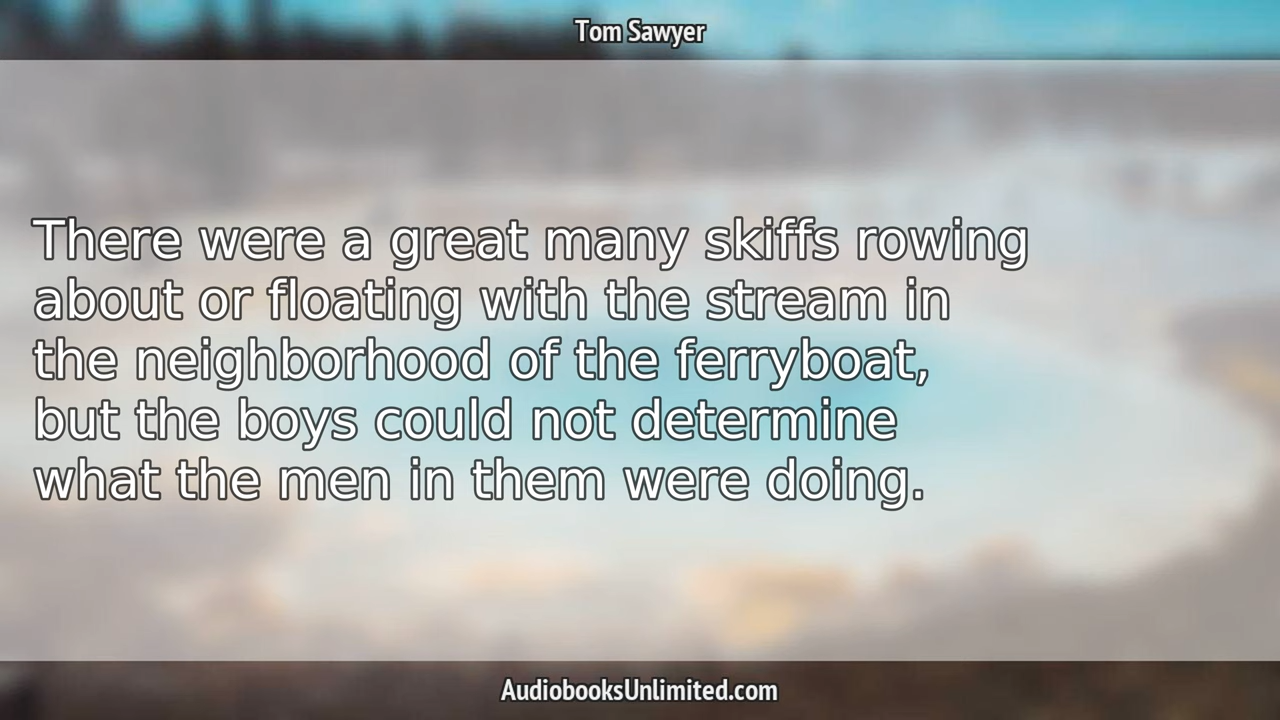 Tom Sawyer
There were a great many skiffs rowing
about or floating with the stream in
the neighborhood of the ferryboat,
but the boys could not determine
what the men in them were doing.
AudiobooksUnlimited.com